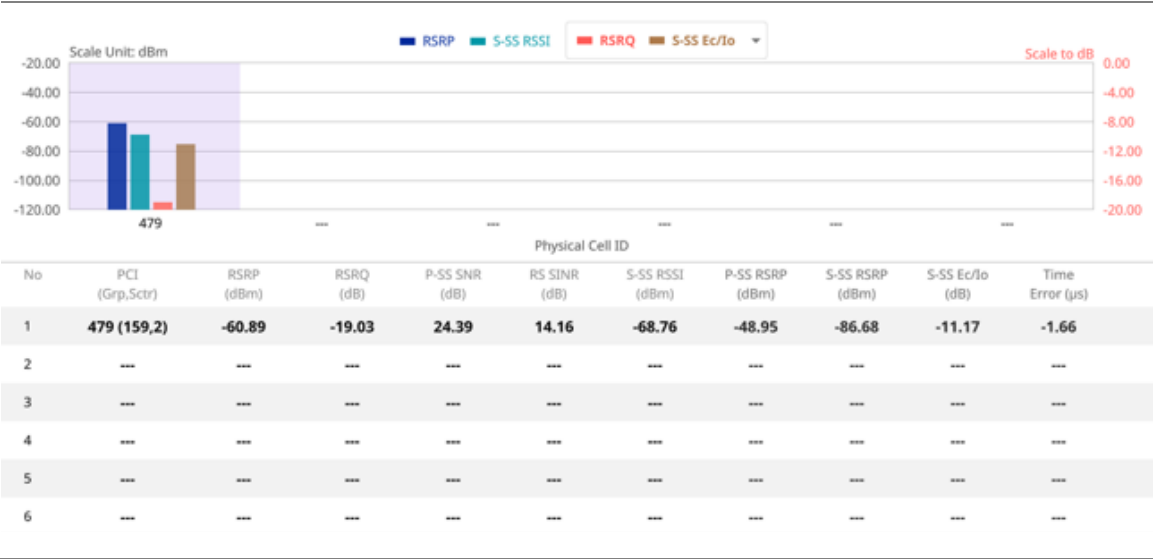 RSRP S-SS RSSI RSRQ S-SS Ec/Io
Scale Unit: dBm Scale to dB
-20.00 0.00
-40.00 -4.00
-60.00 -8.00
-80.00 -12.00
-100.00 -16.00
-120.00 -20.00
479 --- --- --- --- ---
Physical Cell ID
No PCI RSRP RSRQ P-SS SNR RS SINR S-SS RSSI P-SS RSRP S-SS RSRP S-SS Ec/Io Time
(Grp,Sctr) (dBm) (dB) (dB) (dB) (dBm) (dBm) (dBm) (dB) Error (µs)
1 479 (159,2) -60.89 -19.03 24.39 14.16 -68.76 -48.95 -86.68 -11.17 -1.66
2 --- --- --- --- --- --- --- --- --- ---
3 --- --- --- --- --- --- --- --- --- ---
4 --- --- --- --- --- --- --- --- --- ---
5 --- --- --- --- --- --- --- --- --- ---
6 --- --- --- --- --- --- --- --- --- ---